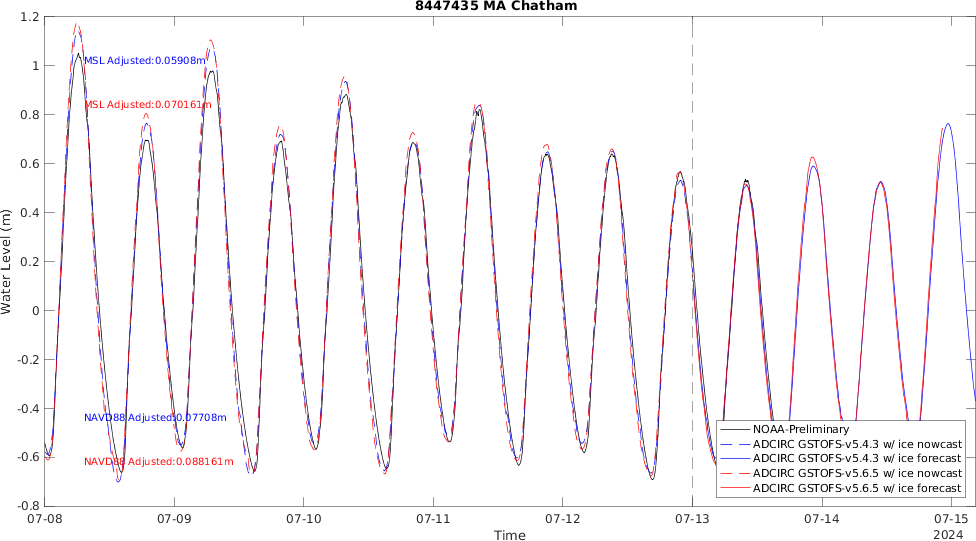 8447435 MA Chatham
1.2
1
0.8
0.6
0.4
0.2
0
-0.2
-0.4
-0.6
-0.8
Water Level (m)
MSL Adjusted:0.05908m
MSL Adjusted:0.070161m
NAVD88 Adjusted:0.07708m
NAVD88 Adjusted:0.088161m
NOAA-Preliminary
ADCIRC GSTOFS-v5.4.3 w/ ice nowcast
ADCIRC GSTOFS-v5.4.3 w/ ice forecast
ADCIRC GSTOFS-v5.6.5 w/ ice nowcast
ADCIRC GSTOFS-v5.6.5 w/ ice forecast
07-08 07-09 07-10 07-11 07-12 07-13 07-14 07-15
Time
2024